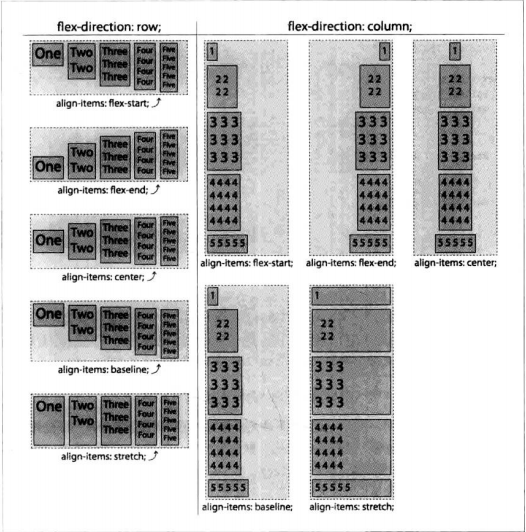 flex-direction: row;
One Two Three Four Five
Two Three Four Five
Three Four Five
Four Five
Five
align-items: flex-start;
Five
Four Five
Three Four Five
Two Three Four Five
One Two Three Four Five
align-items: flex-end;
Five
Four Five
Three Four Five
Two Three Four Five
One Two Three Four Five
align-items: center;
One Two Three Four Five
Two Three Four Five
Three Four Five
Four Five
Five
align-items: baseline;
One Two Three Four Five
Two Three Four Five
Three Four Five
Four Five
Five
align-items: stretch;
flex-direction: column;
1
22
22
333
333
333
4444
4444
4444
4444
55555
align-items: flex-start;
1
22
22
333
333
333
4444
4444
4444
4444
55555
align-items: flex-end;
1
22
22
333
333
333
4444
4444
4444
4444
55555
align-items: center;
1
22
22
333
333
333
4444
4444
4444
4444
55555
align-items: baseline;
1
22
22
333
333
333
4444
4444
4444
4444
55555
align-items: stretch;